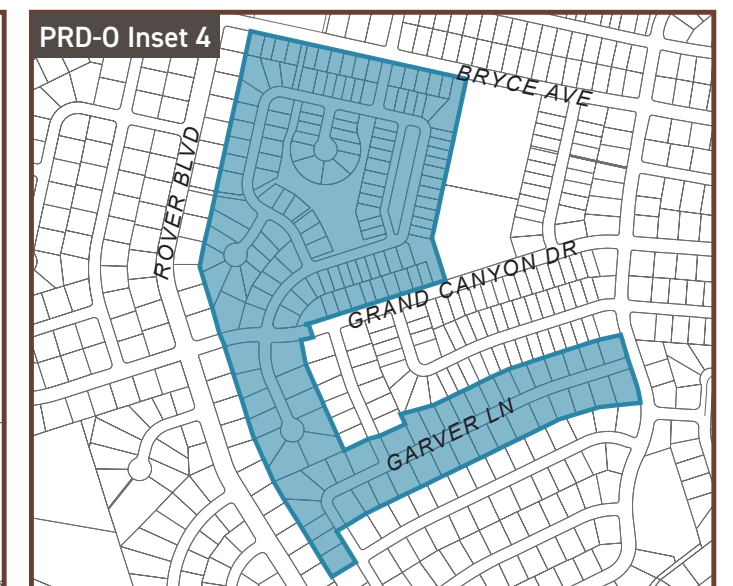 PRD-O Inset 4
BRYCE AVE
ROVER BLVD
GRAND CANYON DR
GARVER LN